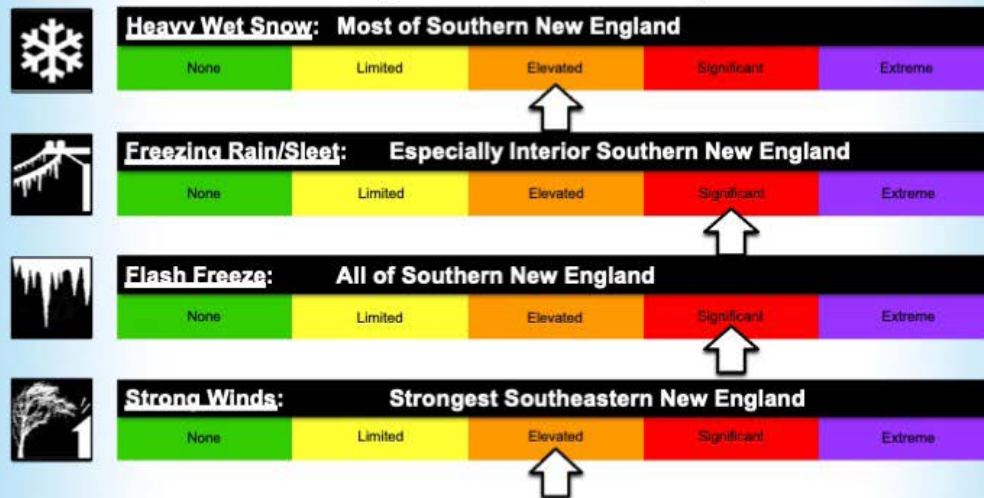 Heavy Wet Snow: Most of Southern New England
None Limited Elevated Significant Extreme
Freezing Rain/Sleet: Especially Interior Southern New England
None Limited Elevated Significant Extreme
Flash Freeze: All of Southern New England
None Limited Elevated Significant Extreme
Strong Winds: Strongest Southeastern New England
None Limited Elevated Significant Extreme